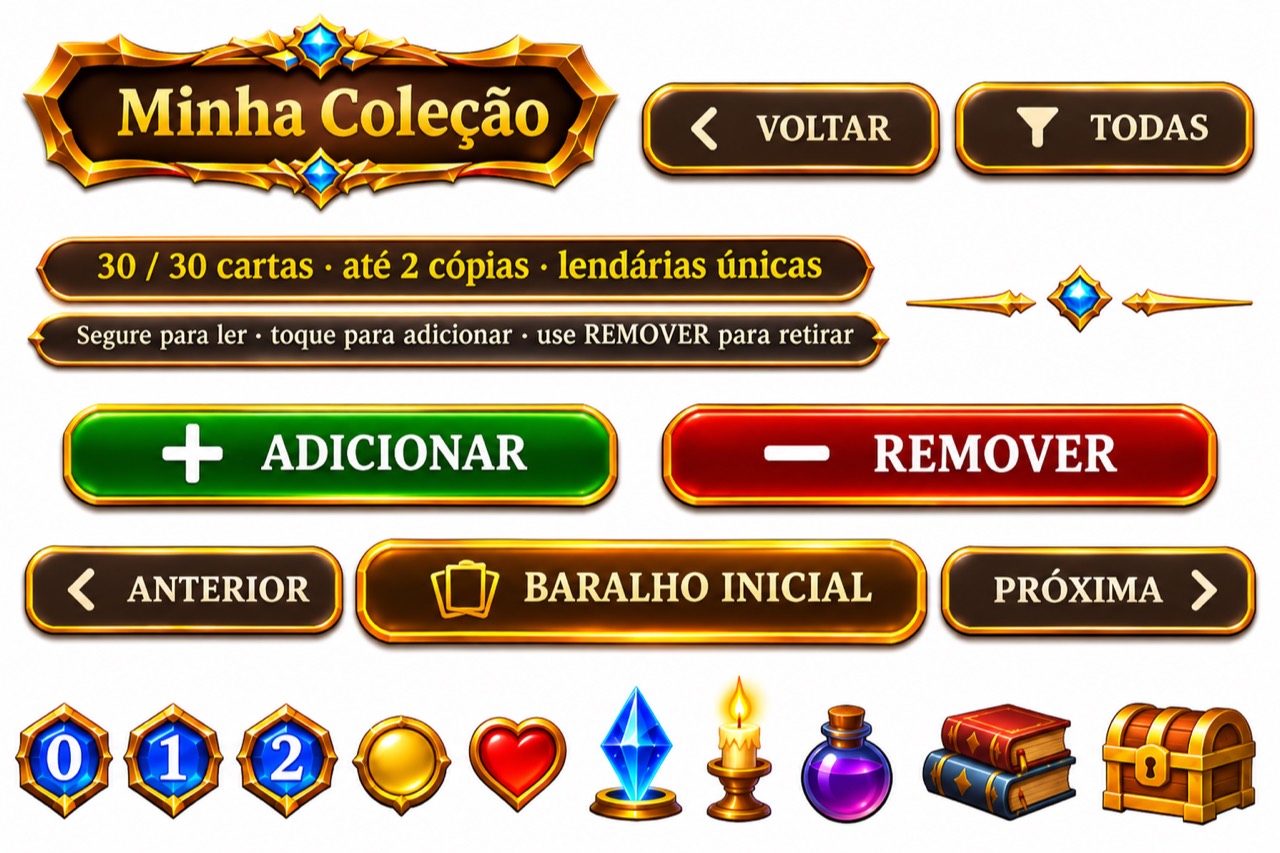 Minha Coleção
VOLTAR
TODAS
30 / 30 cartas · até 2 cópias · lendárias únicas
Segure para ler · toque para adicionar · use REMOVER para retirar
ADICIONAR
REMOVER
ANTERIOR
BARALHO INICIAL
PRÓXIMA
0
1
2